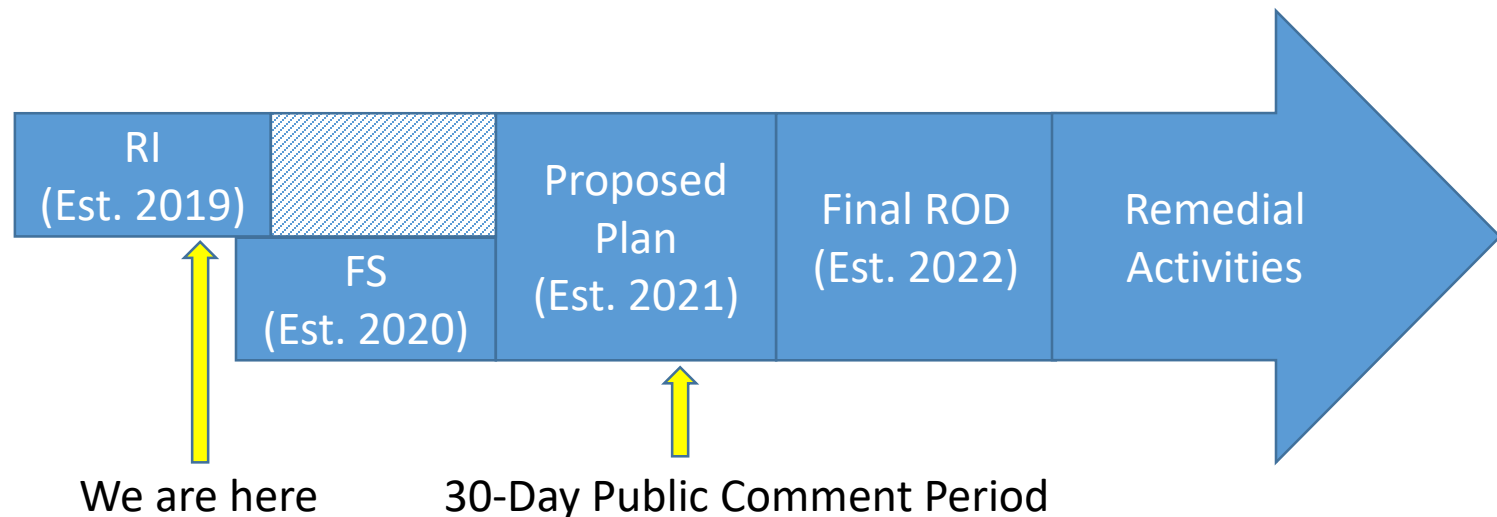 RI
(Est. 2019)
FS
(Est. 2020)
Proposed
Plan
(Est. 2021)
Final ROD
(Est. 2022)
Remedial
Activities
We are here
30-Day Public Comment Period